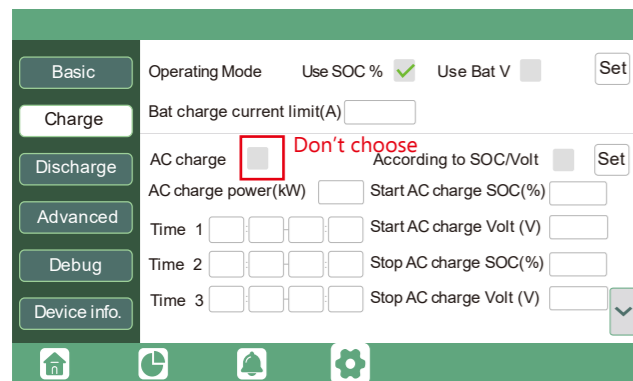 Basic
Charge
Discharge
Advanced
Debug
Device info.
Operating Mode Use SOC % Use Bat V Set
Bat charge current limit(A)
Don't choose
AC charge According to SOC/Volt Set
AC charge power(kW) Start AC charge SOC(%)
Time 1 : - : Start AC charge Volt (V)
Time 2 : - : Stop AC charge SOC(%)
Time 3 : - : Stop AC charge Volt (V)